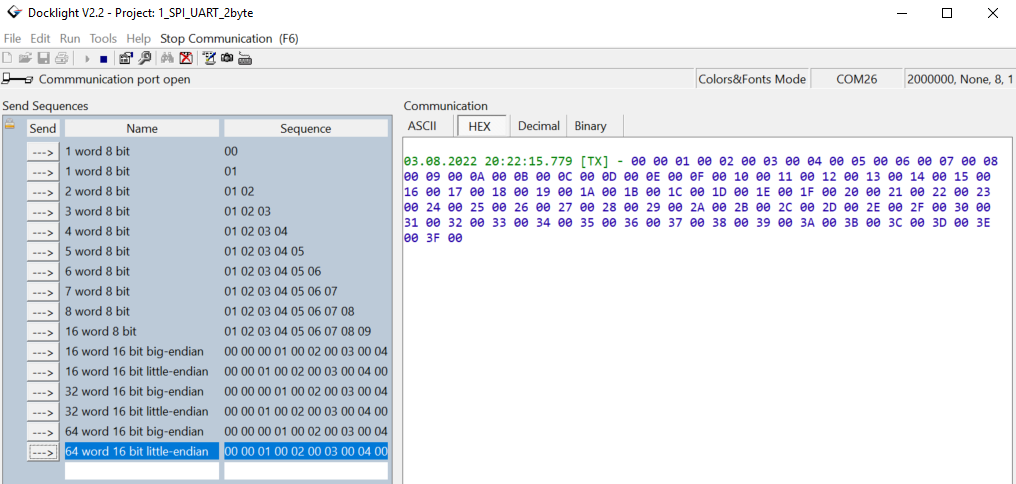 Docklight V2.2 - Project: 1_SPI_UART_2byte
File Edit Run Tools Help Stop Communication (F6)
Commmunication port open
Colors&Fonts Mode
COM26
2000000, None, 8, 1
Send Sequences
Send Name Sequence
---> 1 word 8 bit 00
---> 1 word 8 bit 01
---> 2 word 8 bit 01 02
---> 3 word 8 bit 01 02 03
---> 4 word 8 bit 01 02 03 04
---> 5 word 8 bit 01 02 03 04 05
---> 6 word 8 bit 01 02 03 04 05 06
---> 7 word 8 bit 01 02 03 04 05 06 07
---> 8 word 8 bit 01 02 03 04 05 06 07 08
---> 16 word 8 bit 01 02 03 04 05 06 07 08 09
---> 16 word 16 bit big-endian 00 00 00 01 00 02 00 03 00 04
---> 16 word 16 bit little-endian 00 00 01 00 02 00 03 00 04 00
---> 32 word 16 bit big-endian 00 00 00 01 00 02 00 03 00 04
---> 32 word 16 bit little-endian 00 00 01 00 02 00 03 00 04 00
---> 64 word 16 bit big-endian 00 00 00 01 00 02 00 03 00 04
---> 64 word 16 bit little-endian 00 00 01 00 02 00 03 00 04 00
Communication
ASCII HEX Decimal Binary
03.08.2022 20:22:15.779 [TX] - 00 00 01 00 02 00 03 00 04 00 05 00 06 00 07 00 08
00 09 00 0A 00 0B 00 0C 00 0D 00 0E 00 0F 00 10 00 11 00 12 00 13 00 14 00 15 00
16 00 17 00 18 00 19 00 1A 00 1B 00 1C 00 1D 00 1E 00 1F 00 20 00 21 00 22 00 23
00 24 00 25 00 26 00 27 00 28 00 29 00 2A 00 2B 00 2C 00 2D 00 2E 00 2F 00 30 00
31 00 32 00 33 00 34 00 35 00 36 00 37 00 38 00 39 00 3A 00 3B 00 3C 00 3D 00 3E
00 3F 00